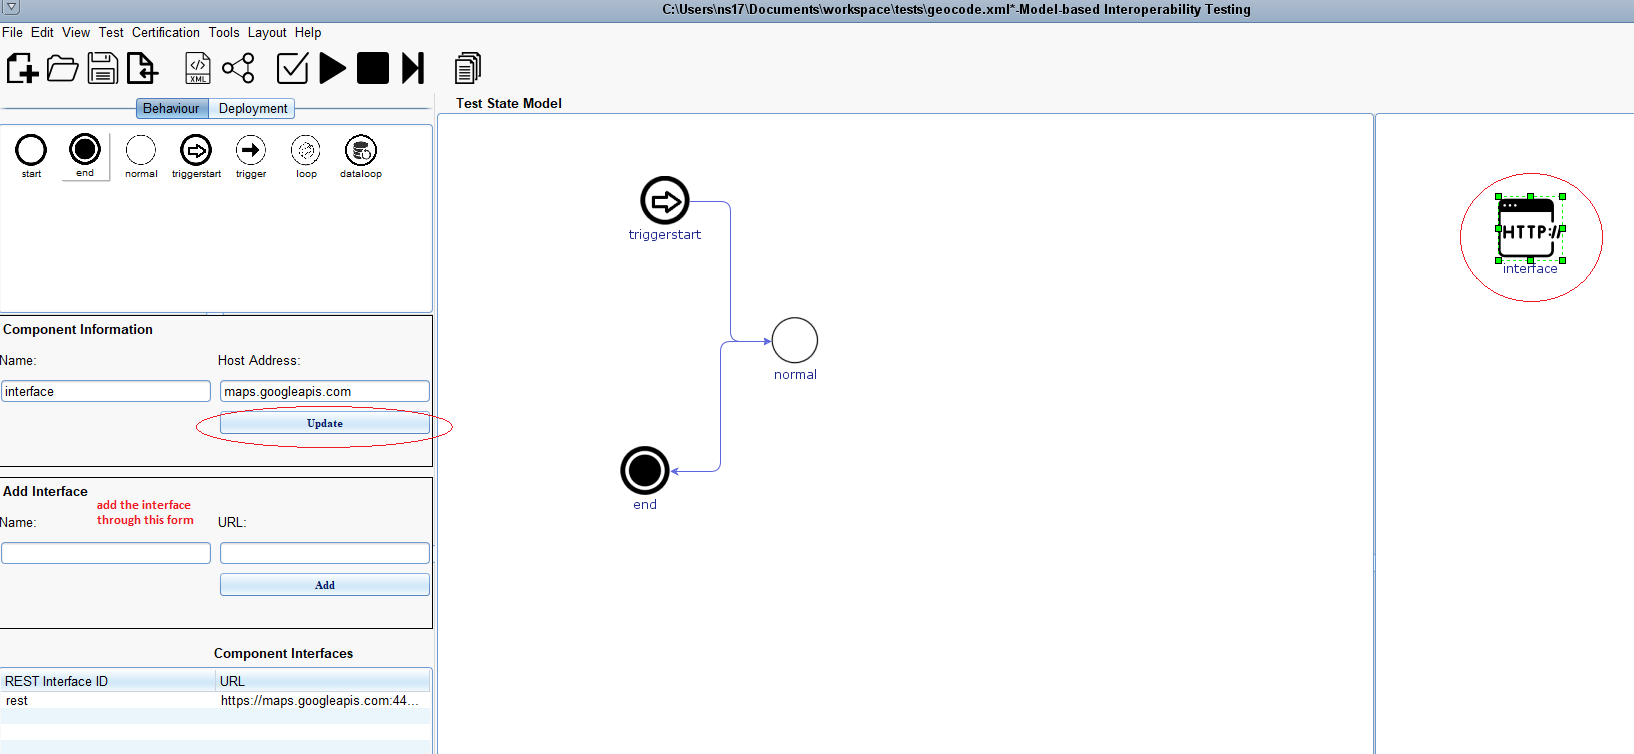 C:\Users\ns17\Documents\workspace\tests\geocode.xml*-Model-based Interoperability Testing
File Edit View Test Certification Tools Layout Help
</>
XML
Behaviour Deployment
Test State Model
start end normal triggerstart trigger loop dataloop
triggerstart
HTTP://
interface
Component Information
Name: Host Address:
interface maps.googleapis.com
Update
normal
Add Interface
add the interface
through this form
Name: URL:
end
Add
Component Interfaces
REST Interface ID URL
rest https://maps.googleapis.com:44...